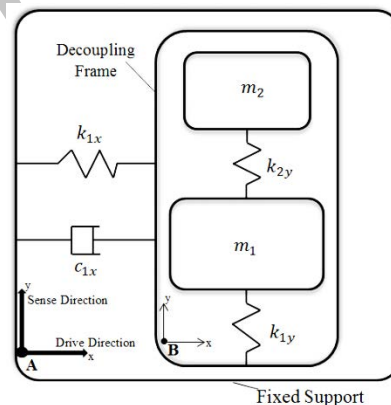 Decoupling
Frame
m₂
k₁ₓ
k₂y
m₁
c₁ₓ
y
Sense Direction
y
k₁y
B
x
Drive Direction
A
x
Fixed Support